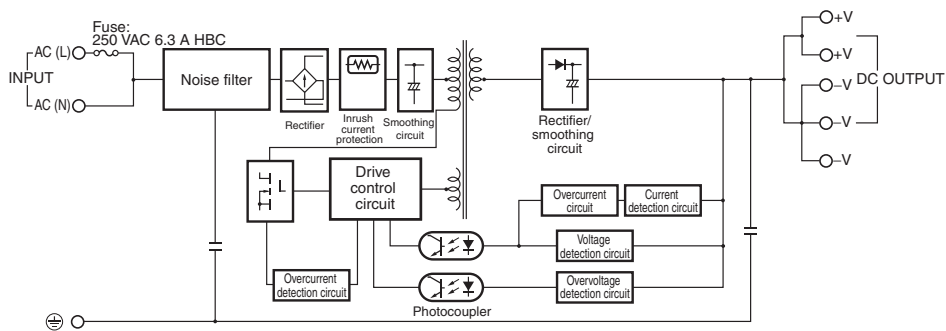 Fuse:
250 VAC 6.3 A HBC
AC (L)
INPUT
AC (N)
Noise filter
Rectifier
Inrush
current
protection
Smoothing
circuit
Rectifier/
smoothing
circuit
+V
+V
DC OUTPUT
–V
–V
–V
Drive
control
circuit
Overcurrent
circuit
Current
detection circuit
Voltage
detection circuit
Overcurrent
detection circuit
Overvoltage
detection circuit
Photocoupler